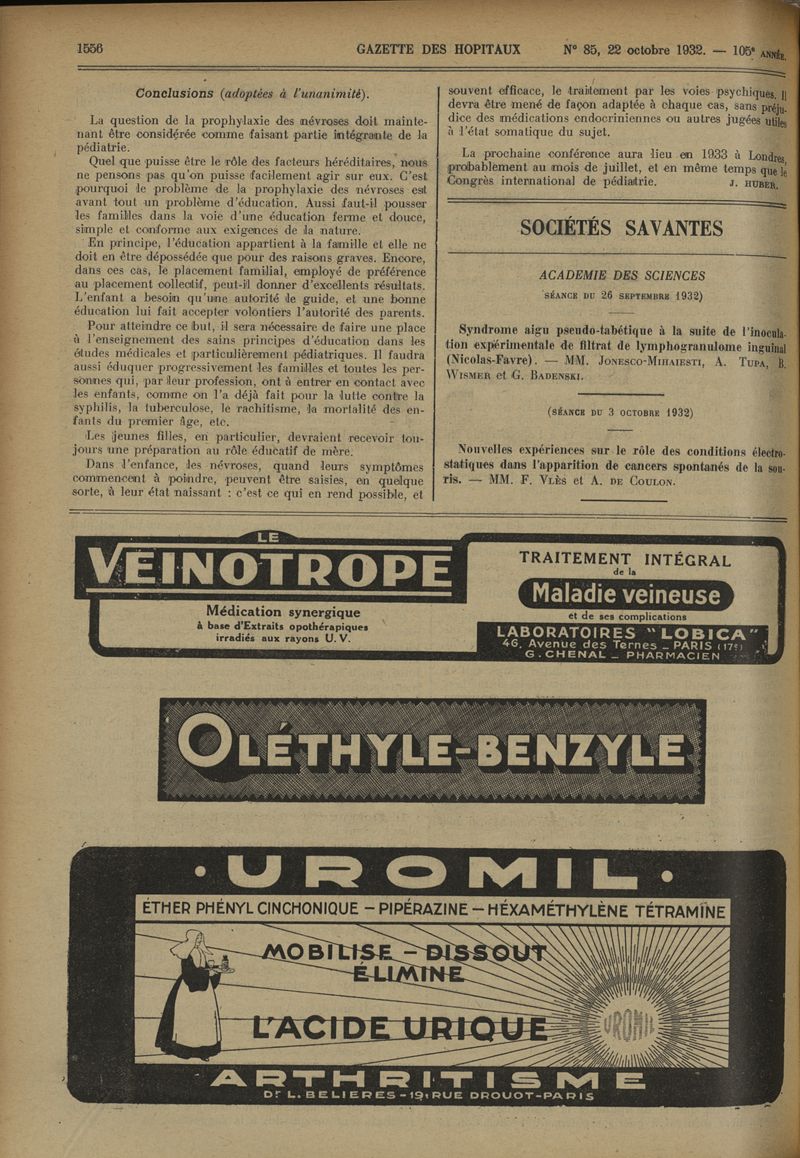 1556 GAZETTE DES HOPITAUX N° 85, 22 octobre 1932. — 105e ANNÉE.
Conclusions (adoptées à l'unanimité).
La question de la prophylaxie des névroses doit mainte-
nant être considérée comme faisant partie intégrante de la
pédiatrie.
Quel que puisse être le rôle des facteurs héréditaires, nous
ne pensons pas qu'on puisse facilement agir sur eux. C'est
pourquoi le problème de la prophylaxie des névroses est
avant tout un problème d'éducation. Aussi faut-il pousser
les familles dans la voie d'une éducation ferme et douce,
simple et conforme aux exigences de la nature.
En principe, l'éducation appartient à la famille et elle ne
doit en être dépossédée que pour des raisons graves. Encore,
dans ces cas, le placement familial, employé de préférence
au placement collectif, peut-il donner d'excellents résultats.
L'enfant a besoin qu'une autorité le guide, et une bonne
éducation lui fait accepter volontiers l'autorité des parents.
Pour atteindre ce but, il sera nécessaire de faire une place
à l'enseignement des sains principes d'éducation dans les
études médicales et particulièrement pédiatriques. Il faudra
aussi éduquer progressivement les familles et toutes les per-
sonnes qui, par leur profession, ont à entrer en contact avec
les enfants, comme on l'a déjà fait pour la lutte contre la
syphilis, la tuberculose, le rachitisme, la mortalité des en-
fants du premier âge, etc.
Les jeunes filles, en particulier, devraient recevoir tou-
jours une préparation au rôle éducatif de mère.
Dans l'enfance, les névroses, quand leurs symptômes
commencent à poindre, peuvent être saisies, en quelque
sorte, à leur état naissant : c'est ce qui en rend possible, et
souvent efficace, le traitement par les voies psychiques. Il
devra être mené de façon adaptée à chaque cas, sans préju-
dice des médications endocriniennes ou autres jugées utiles
à l'état somatique du sujet.
La prochaine conférence aura lieu en 1933 à Londres,
probablement au mois de juillet, et en même temps que le
Congrès international de pédiatrie. J. HUBER.
SOCIÉTÉS SAVANTES
ACADEMIE DES SCIENCES
SÉANCE DU 26 SEPTEMBRE 1932)
Syndrome aigu pseudo-tabétique à la suite de l'inocula-
tion expérimentale de filtrat de lymphogranulome inguinal
(Nicolas-Favre). — MM. JONESCO-MIHAIESTI, A. TUPA, B.
WISMER et G. BADENSKI.
(SÉANCE DU 3 OCTOBRE 1932)
Nouvelles expériences sur le rôle des conditions électro-
statiques dans l'apparition de cancers spontanés de la sou-
ris. — MM. F. VLÈS et A. DE COULON.
LE
VEINOTROPE
Médication synergique
à base d'Extraits opothérapiques
irradiés aux rayons U. V.
TRAITEMENT INTÉGRAL
de la
Maladie veineuse
et de ses complications
LABORATOIRES "LOBICA"
46, Avenue des Ternes _ PARIS (17e)
G. CHENAL _ PHARMACIEN
OLÉTHYLE-BENZYLE
· UROMIL ·
ÉTHER PHÉNYL CINCHONIQUE – PIPÉRAZINE – HÉXAMÉTHYLÈNE TÉTRAMÏNE
MOBILISE – DISSOUT
ÉLIMINE
L'ACIDE URIQUE
UROMIL
ARTHRITISME
Dr L. BELIERES - 19, RUE DROUOT - PARIS